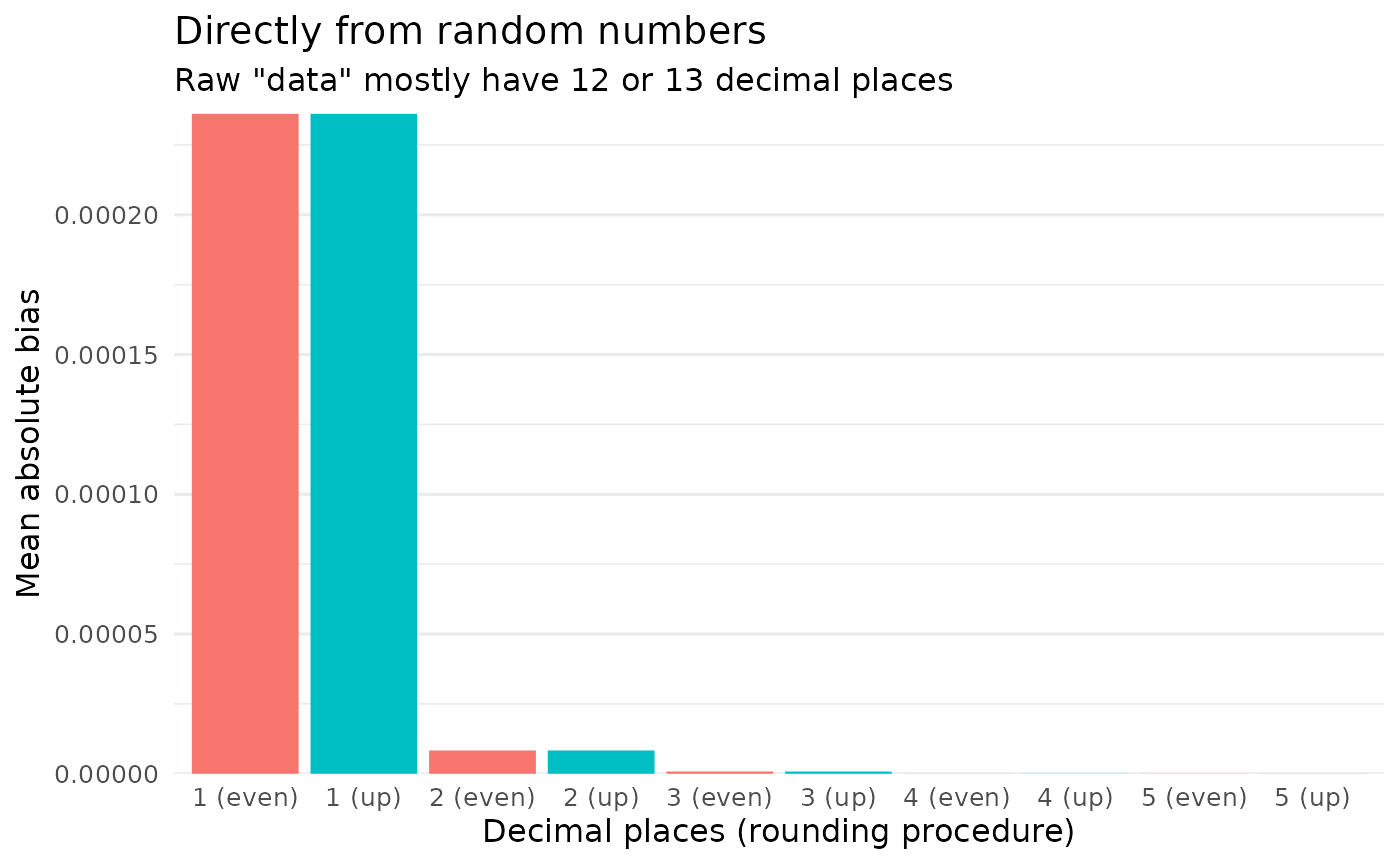 Directly from random numbers
Raw "data" mostly have 12 or 13 decimal places
Mean absolute bias
0.00020
0.00015
0.00010
0.00005
0.00000
1 (even) 1 (up) 2 (even) 2 (up) 3 (even) 3 (up) 4 (even) 4 (up) 5 (even) 5 (up)
Decimal places (rounding procedure)